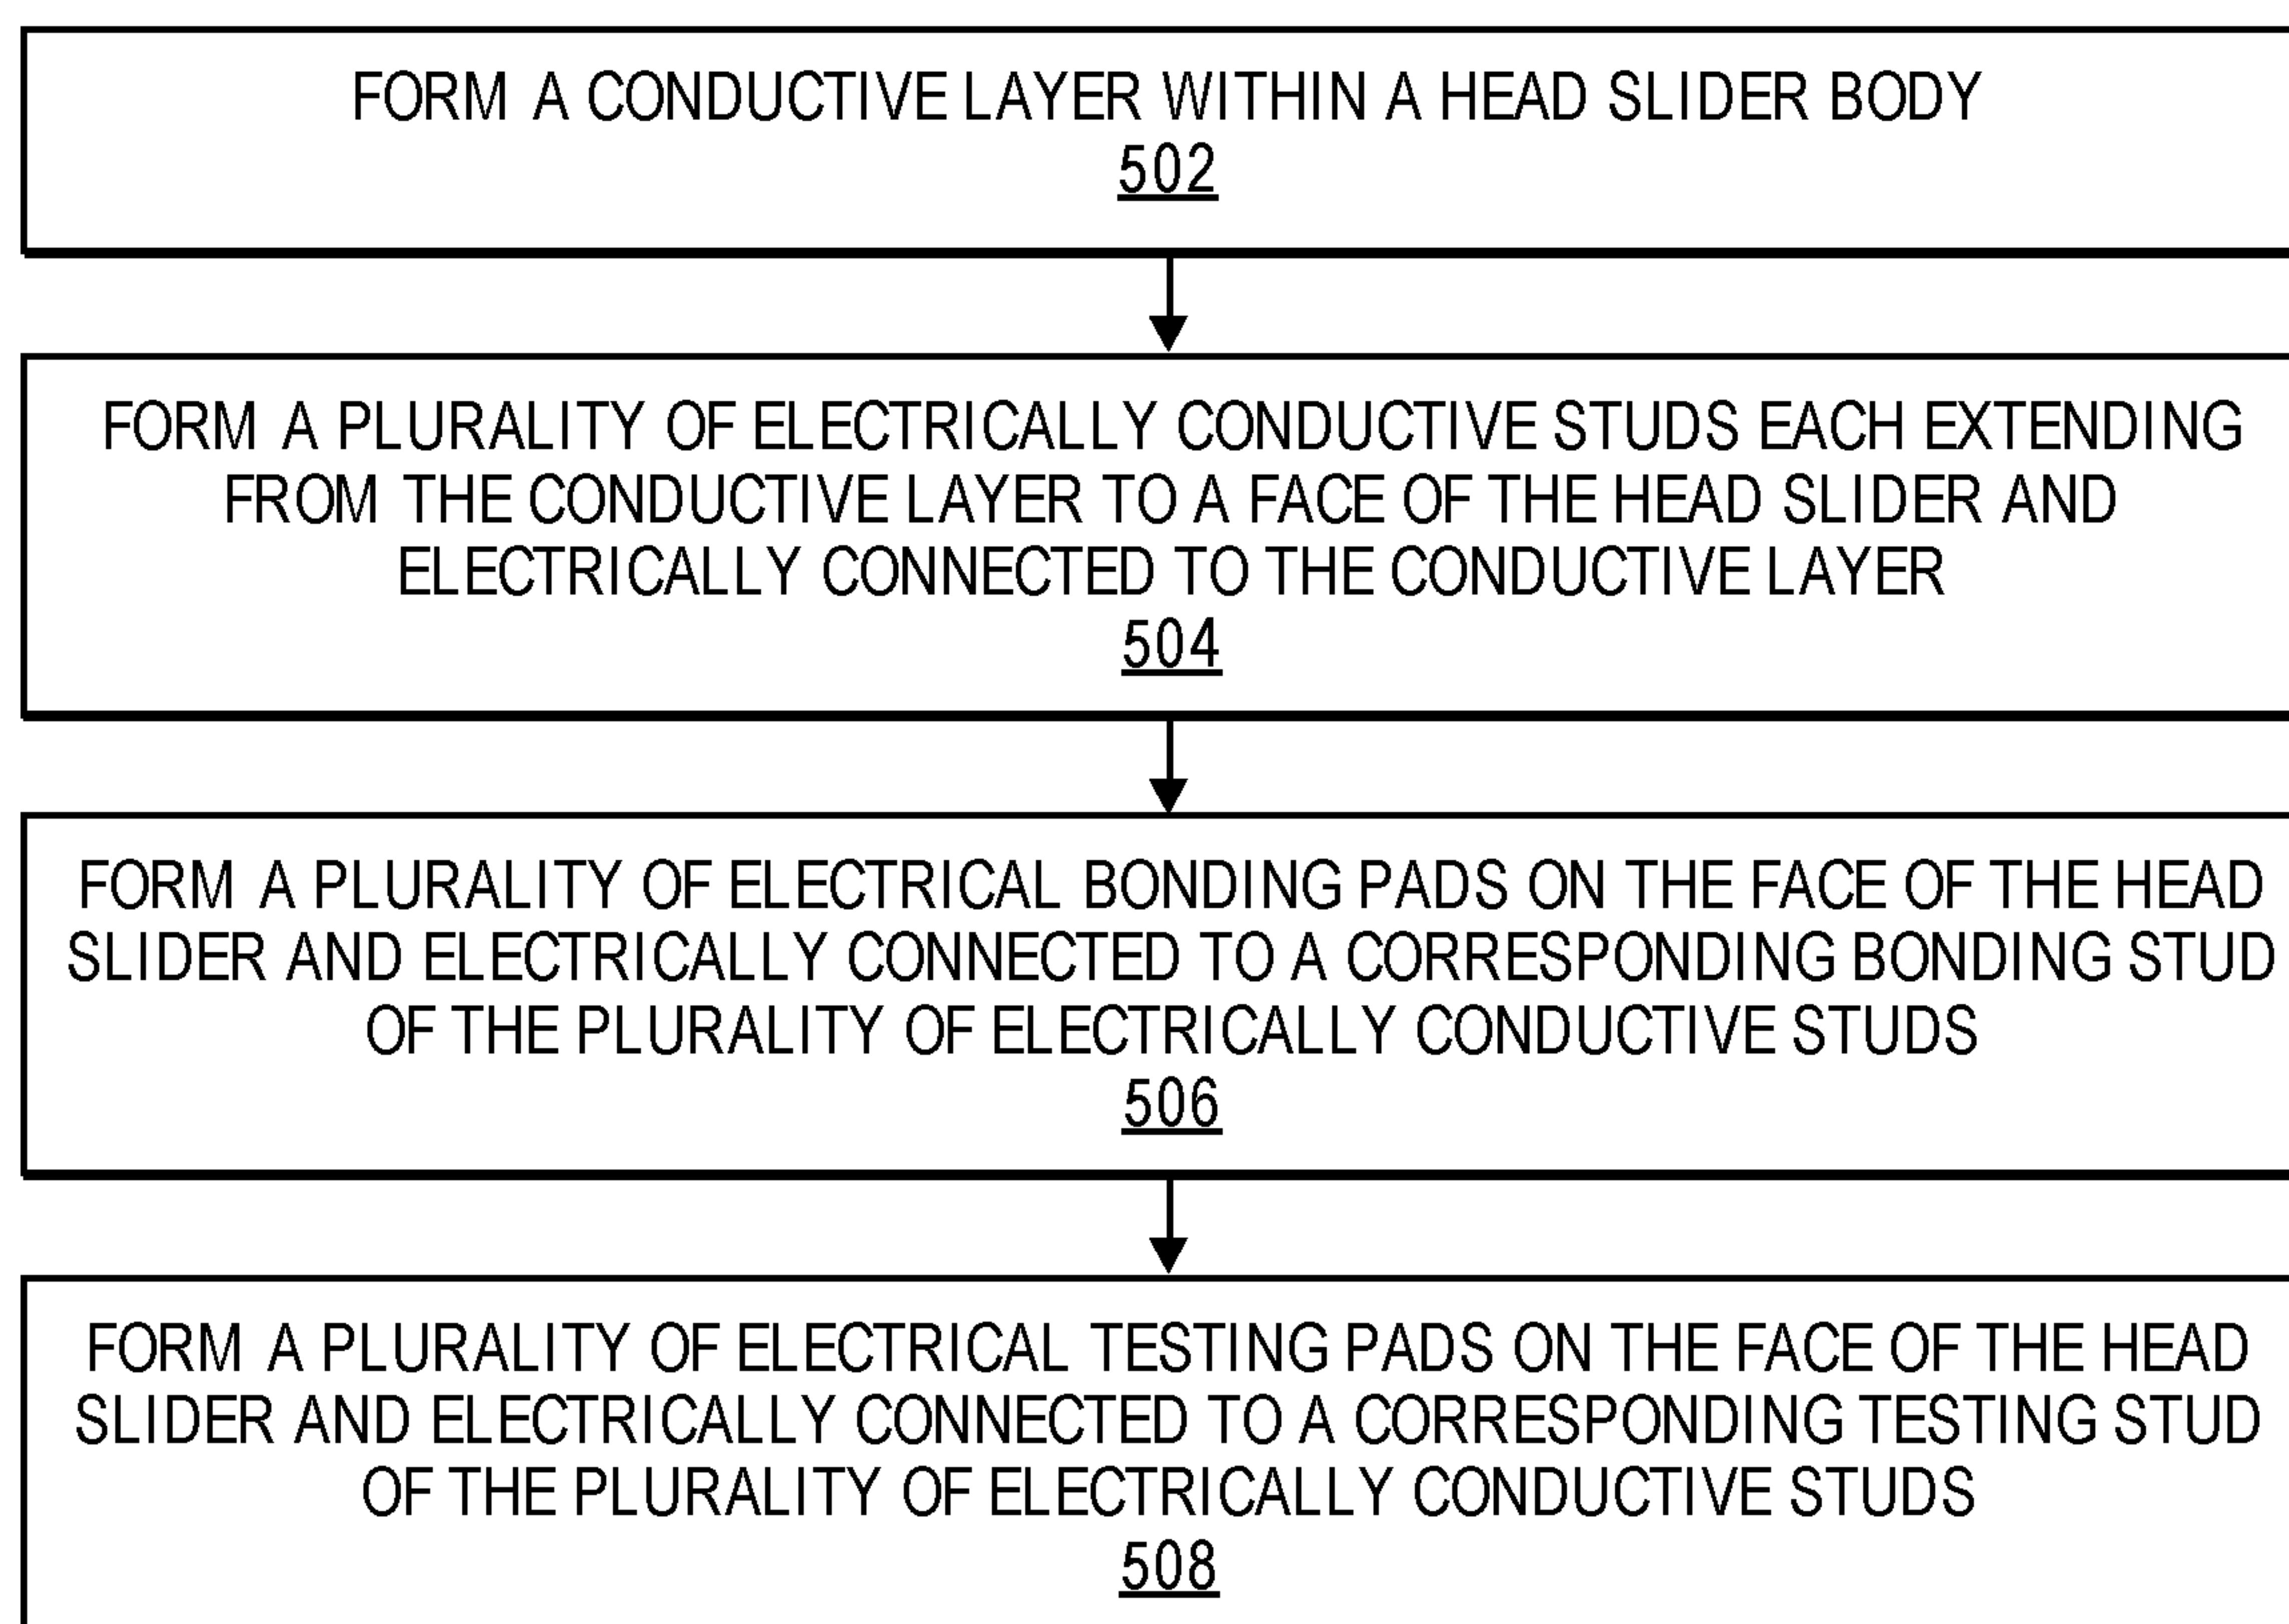 FORM A CONDUCTIVE LAYER WITHIN A HEAD SLIDER BODY
502
FORM A PLURALITY OF ELECTRICALLY CONDUCTIVE STUDS EACH EXTENDING
FROM THE CONDUCTIVE LAYER TO A FACE OF THE HEAD SLIDER AND
ELECTRICALLY CONNECTED TO THE CONDUCTIVE LAYER
504
FORM A PLURALITY OF ELECTRICAL BONDING PADS ON THE FACE OF THE HEAD
SLIDER AND ELECTRICALLY CONNECTED TO A CORRESPONDING BONDING STUD
OF THE PLURALITY OF ELECTRICALLY CONDUCTIVE STUDS
506
FORM A PLURALITY OF ELECTRICAL TESTING PADS ON THE FACE OF THE HEAD
SLIDER AND ELECTRICALLY CONNECTED TO A CORRESPONDING TESTING STUD
OF THE PLURALITY OF ELECTRICALLY CONDUCTIVE STUDS
508